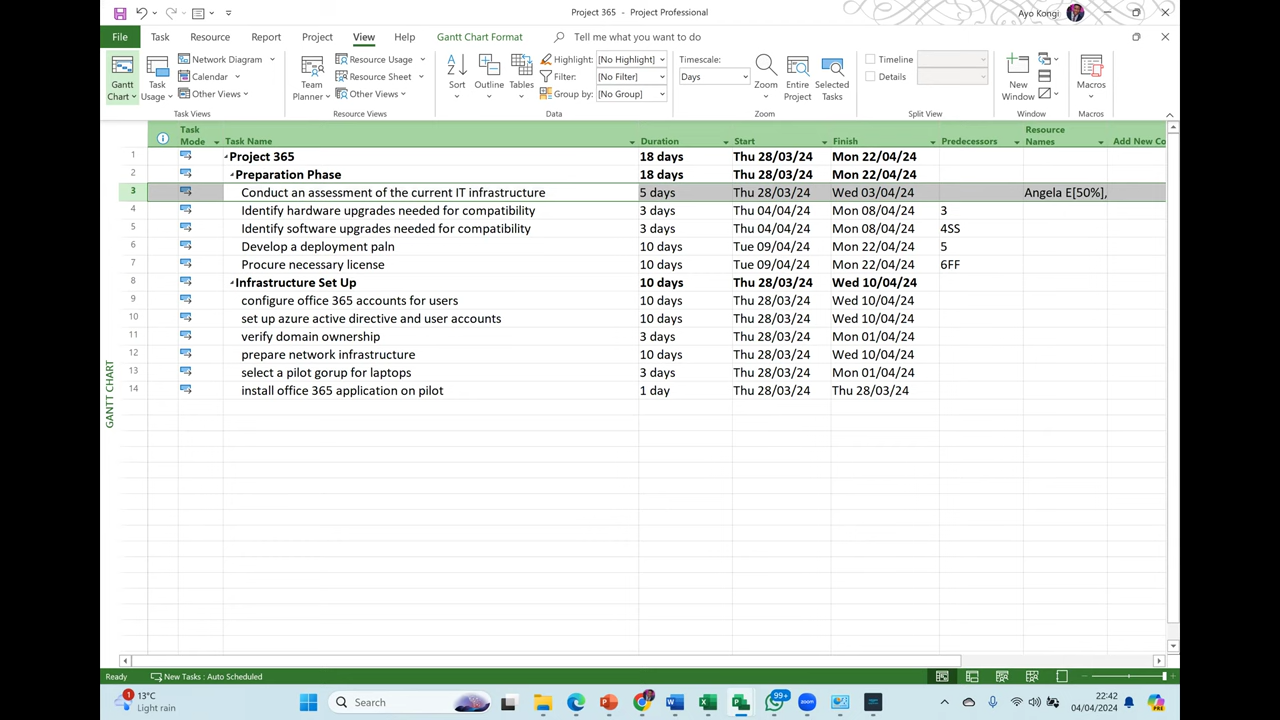 Project 365 - Project Professional
Ayo Kongi
File Task Resource Report Project View Help Gantt Chart Format Tell me what you want to do
Gantt Chart
Task Usage
Network Diagram
Calendar
Other Views
Task Views
Team Planner
Resource Usage
Resource Sheet
Other Views
Resource Views
Sort
Outline
Tables
Highlight: [No Highlight]
Filter: [No Filter]
Group by: [No Group]
Data
Timescale:
Days
Zoom
Entire Project
Selected Tasks
Zoom
Timeline
Details
Split View
New Window
Window
Macros
Macros
Task Mode Task Name Duration Start Finish Predecessors Resource Names Add New Co
1 Project 365 18 days Thu 28/03/24 Mon 22/04/24
2 Preparation Phase 18 days Thu 28/03/24 Mon 22/04/24
3 Conduct an assessment of the current IT infrastructure 5 days Thu 28/03/24 Wed 03/04/24 Angela E[50%],
4 Identify hardware upgrades needed for compatibility 3 days Thu 04/04/24 Mon 08/04/24 3
5 Identify software upgrades needed for compatibility 3 days Thu 04/04/24 Mon 08/04/24 4SS
6 Develop a deployment paln 10 days Tue 09/04/24 Mon 22/04/24 5
7 Procure necessary license 10 days Tue 09/04/24 Mon 22/04/24 6FF
8 Infrastructure Set Up 10 days Thu 28/03/24 Wed 10/04/24
9 configure office 365 accounts for users 10 days Thu 28/03/24 Wed 10/04/24
10 set up azure active directive and user accounts 10 days Thu 28/03/24 Wed 10/04/24
11 verify domain ownership 3 days Thu 28/03/24 Mon 01/04/24
12 prepare network infrastructure 10 days Thu 28/03/24 Wed 10/04/24
13 select a pilot gorup for laptops 3 days Thu 28/03/24 Mon 01/04/24
14 install office 365 application on pilot 1 day Thu 28/03/24 Thu 28/03/24
GANTT CHART
Ready New Tasks : Auto Scheduled
1
13°C
Light rain
Search
99+
zoom
22:42
04/04/2024